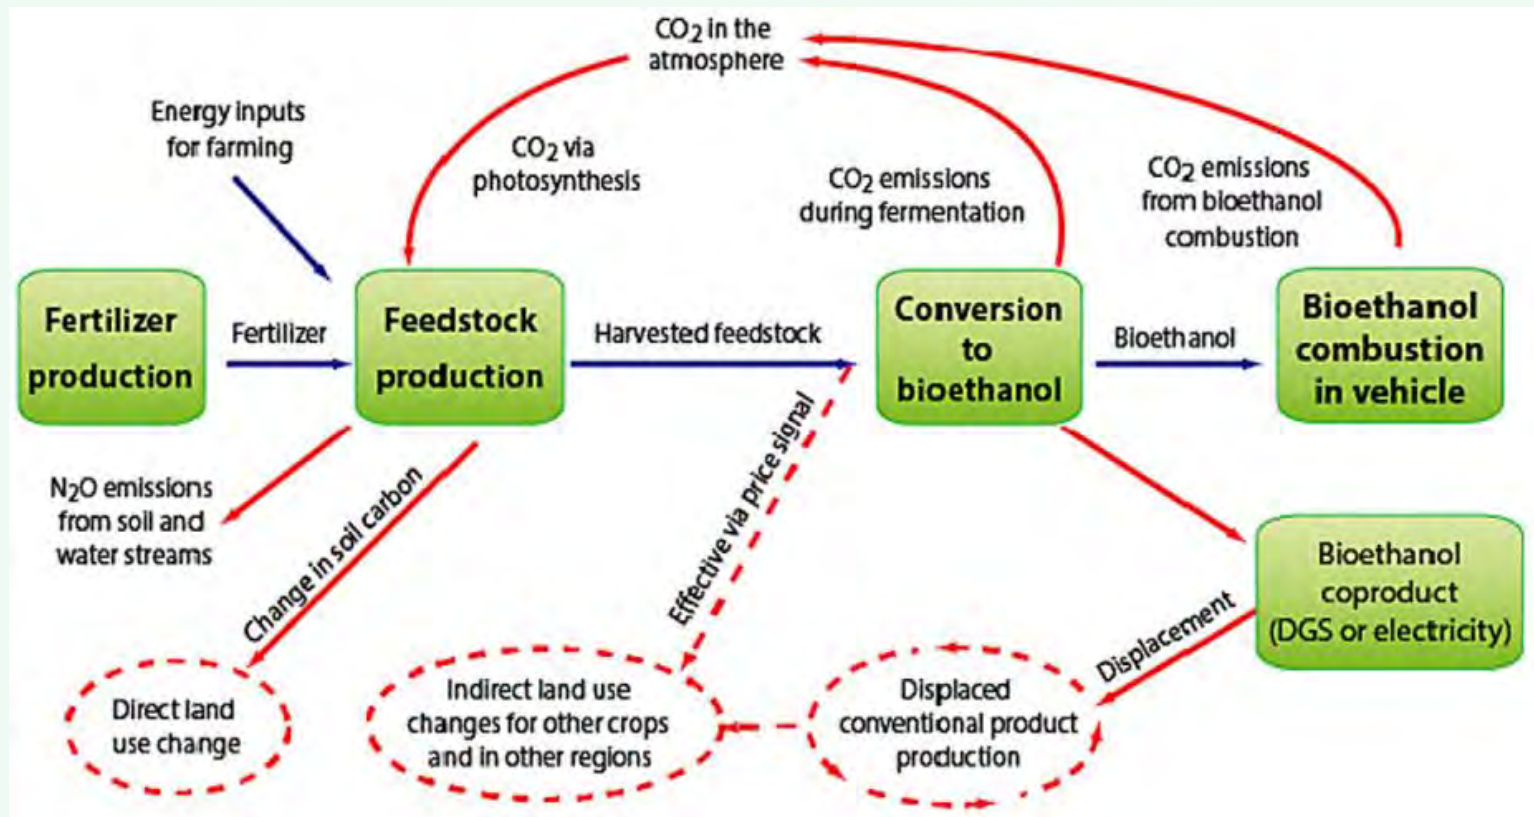 CO2 in the
atmosphere
Energy inputs
for farming
CO2 via
photosynthesis
CO2 emissions
during fermentation
CO2 emissions
from bioethanol
combustion
Fertilizer
production
Fertilizer
Feedstock
production
Harvested feedstock
Conversion
to
bioethanol
Bioethanol
Bioethanol
combustion
in vehicle
N2O emissions
from soil and
water streams
Change in soil carbon
Effective via price signal
Bioethanol
coproduct
(DGS or electricity)
Displacement
Direct land
use change
Indirect land use
changes for other crops
and in other regions
Displaced
conventional product
production